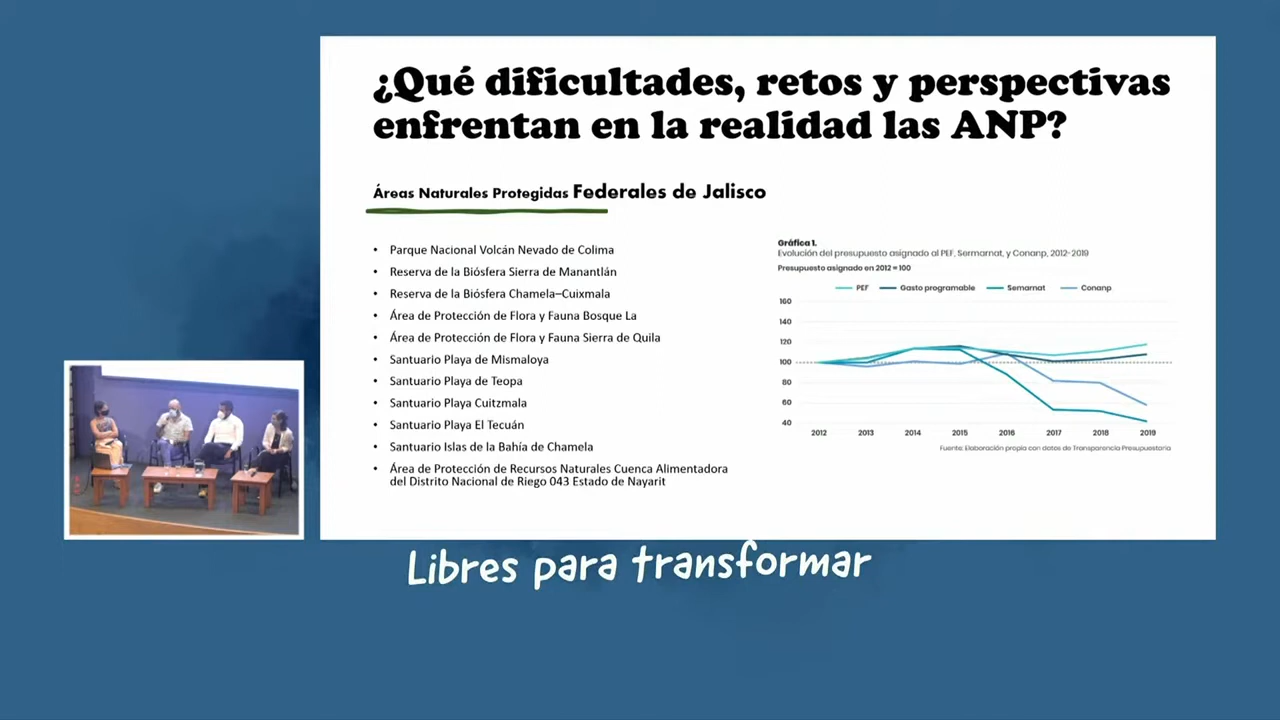 ¿Qué dificultades, retos y perspectivas
enfrentan en la realidad las ANP?
Áreas Naturales Protegidas Federales de Jalisco
• Parque Nacional Volcán Nevado de Colima
• Reserva de la Biósfera Sierra de Manantlán
• Reserva de la Biósfera Chamela–Cuixmala
• Área de Protección de Flora y Fauna Bosque La
• Área de Protección de Flora y Fauna Sierra de Quila
• Santuario Playa de Mismaloya
• Santuario Playa de Teopa
• Santuario Playa Cuitzmala
• Santuario Playa El Tecuán
• Santuario Islas de la Bahía de Chamela
• Área de Protección de Recursos Naturales Cuenca Alimentadora
del Distrito Nacional de Riego 043 Estado de Nayarit
Gráfica 1.
Evolución del presupuesto asignado al PEF, Sermarnat, y Conanp, 2012-2019
Presupuesto asignado en 2012 = 100
PEF Gasto programable Semarnat Conanp
160
140
120
100
80
60
40
2012 2013 2014 2015 2016 2017 2018 2019
Fuente: Elaboración propia con datos de Transparencia Presupuestaria
Libres para transformar